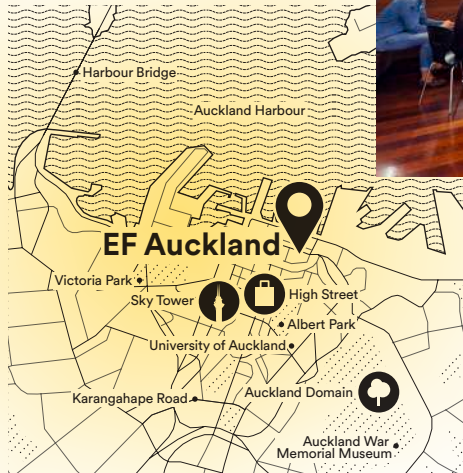 Harbour Bridge
Auckland Harbour
EF Auckland
Victoria Park
Sky Tower
High Street
Albert Park
University of Auckland
Karangahape Road
Auckland Domain
Auckland War
Memorial Museum